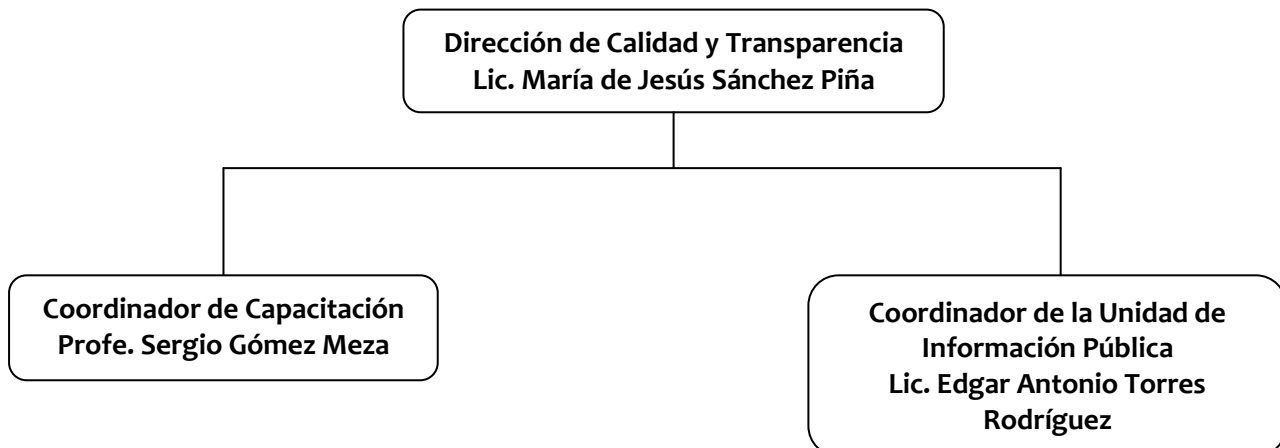 Dirección de Calidad y Transparencia
Lic. María de Jesús Sánchez Piña
Coordinador de Capacitación
Profe. Sergio Gómez Meza
Coordinador de la Unidad de
Información Pública
Lic. Edgar Antonio Torres
Rodríguez